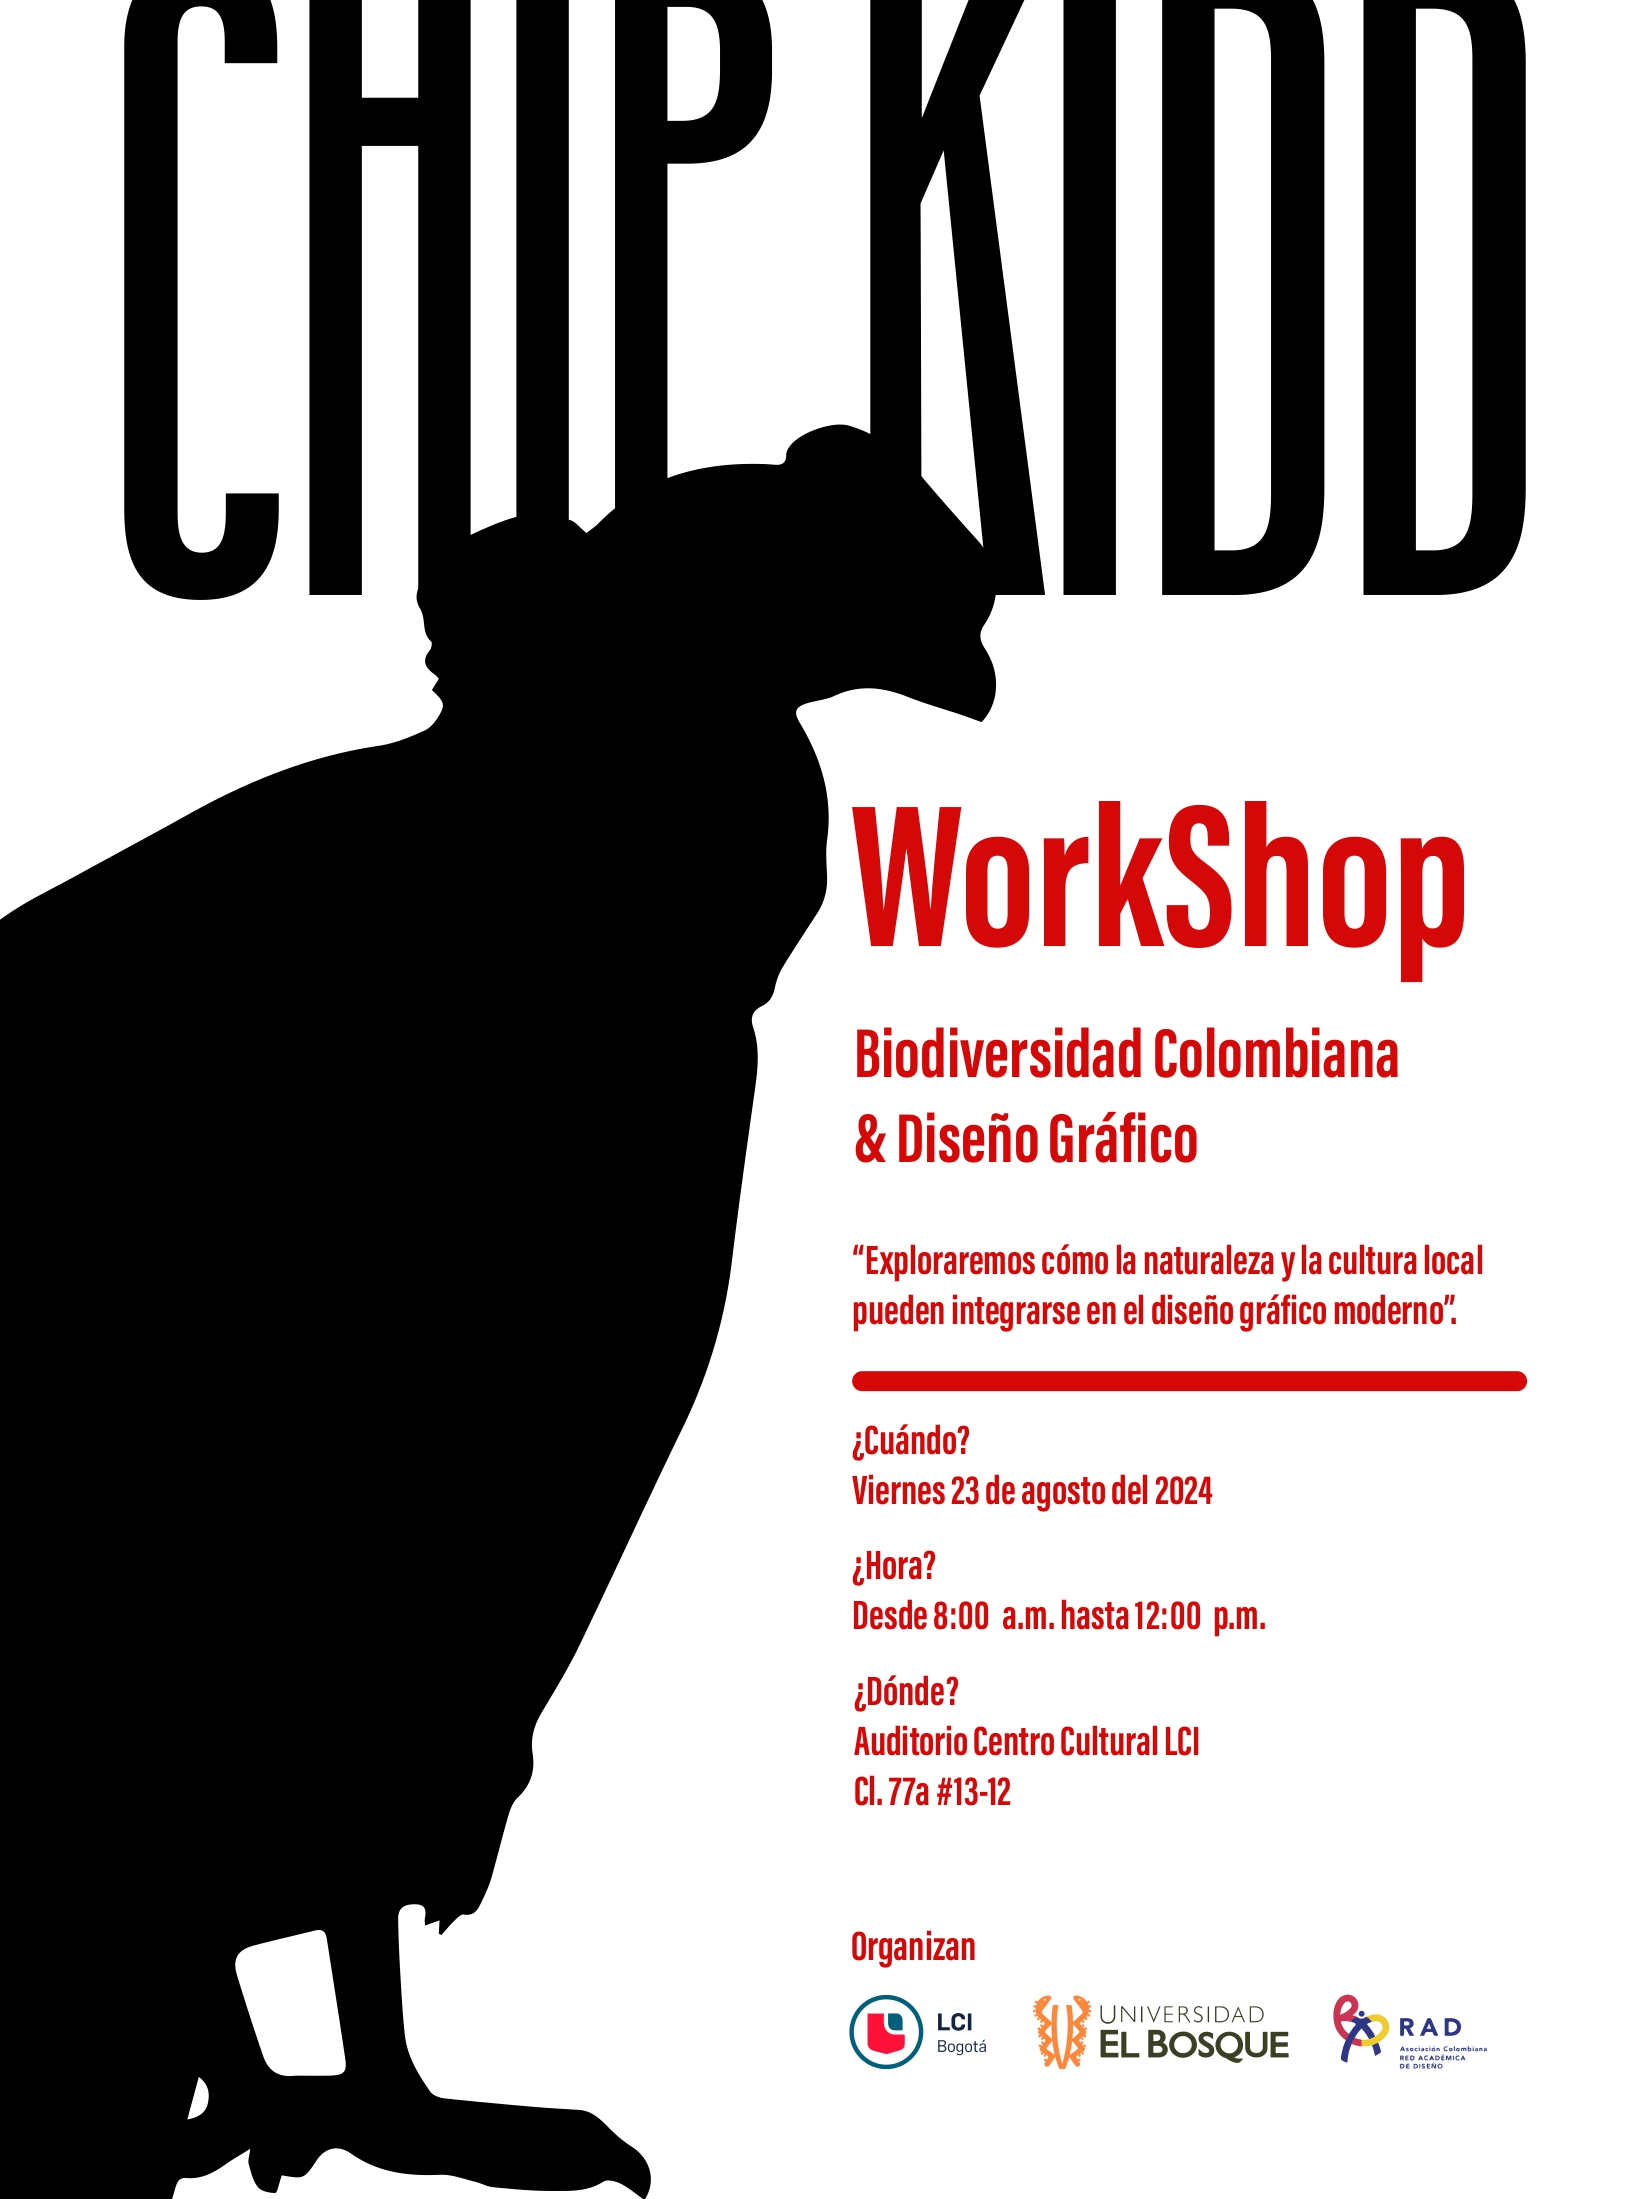 CHIP KIDD
WorkShop
Biodiversidad Colombiana
& Diseño Gráfico
“Exploraremos cómo la naturaleza y la cultura local
pueden integrarse en el diseño gráfico moderno”.
¿Cuándo?
Viernes 23 de agosto del 2024
¿Hora?
Desde 8:00 a.m. hasta 12:00 p.m.
¿Dónde?
Auditorio Centro Cultural LCI
Cl. 77a #13-12
Organizan
LCI
Bogotá
UNIVERSIDAD
EL BOSQUE
RAD
Asociación Colombiana
RED ACADÉMICA
DE DISEÑO